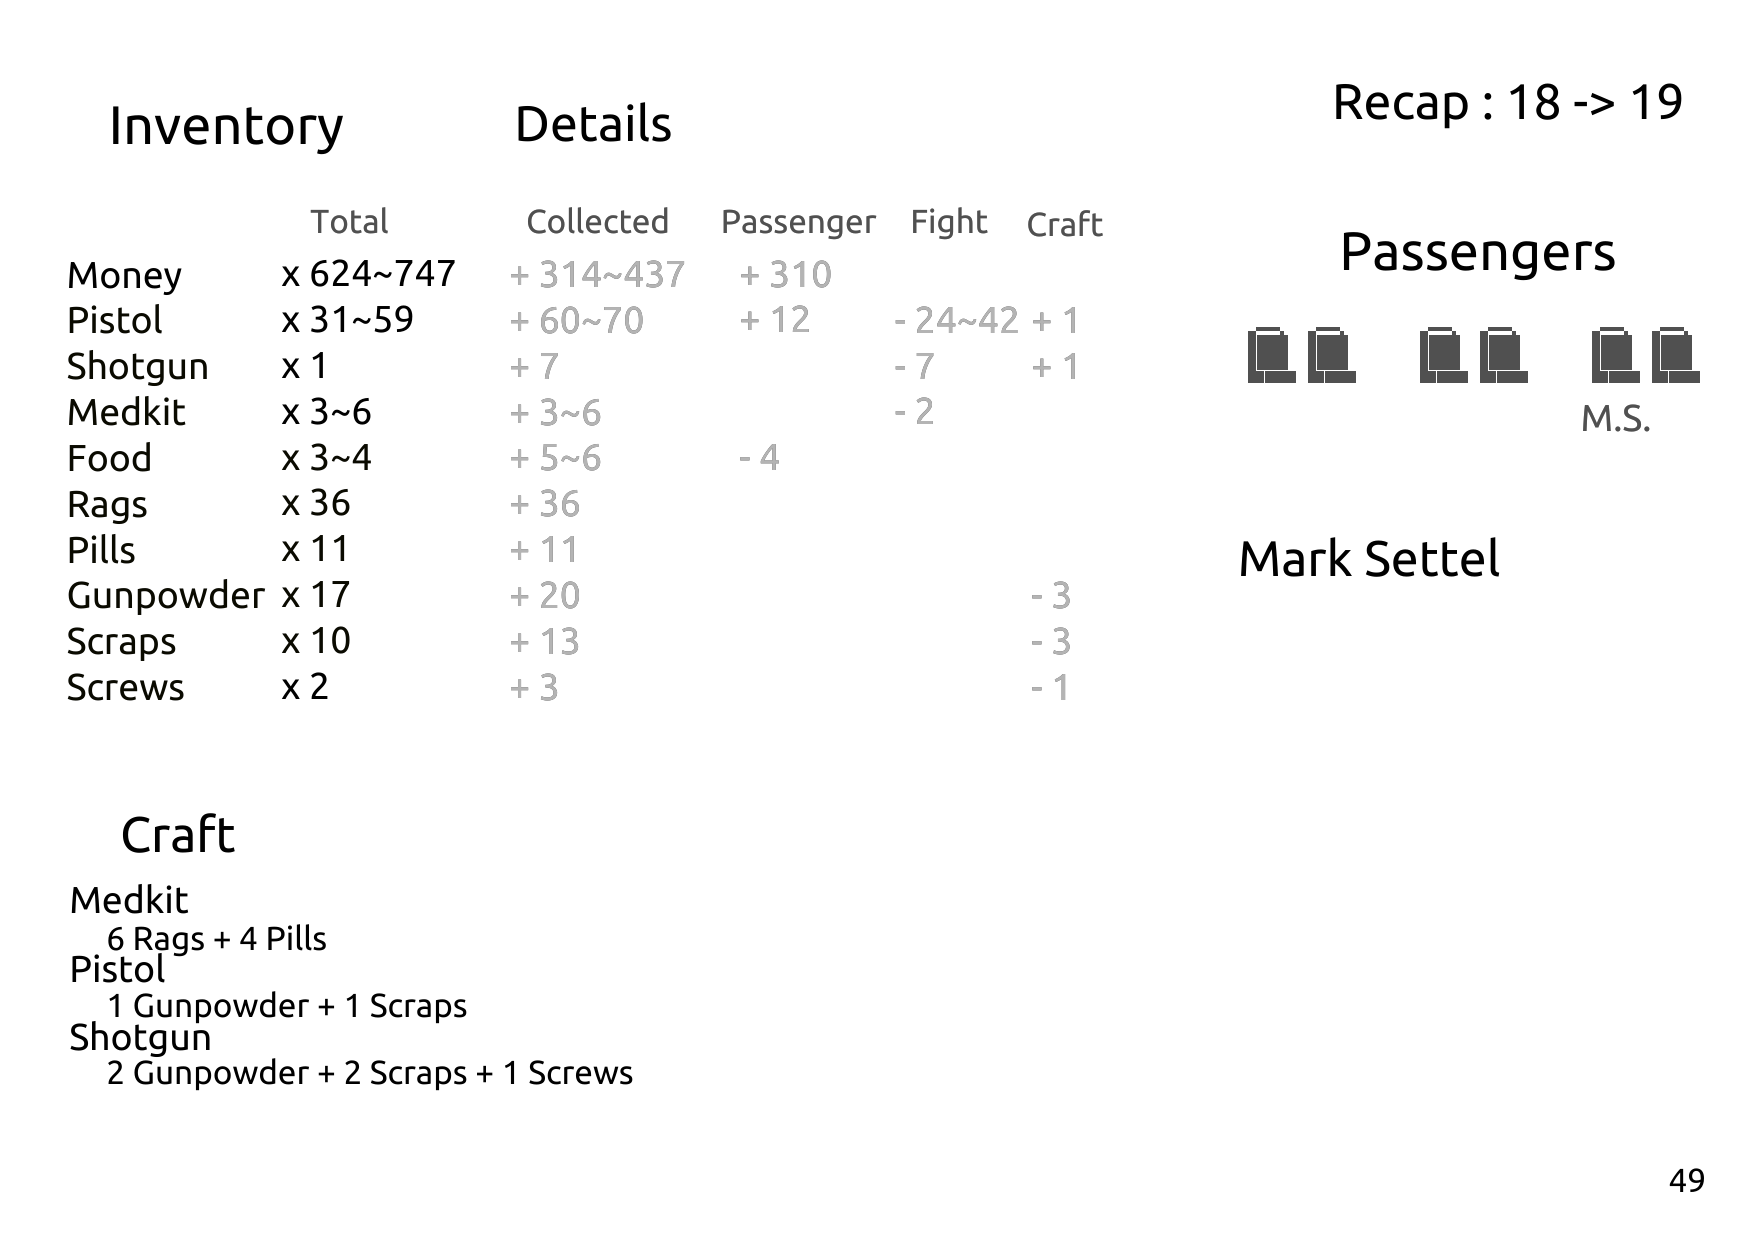 Recap : 18 -> 19
Inventory Details
Total Collected Passenger Fight Craft
Money x 624~747 + 314~437 + 310
Pistol x 31~59 + 60~70 + 12 - 24~42 + 1
Shotgun x 1 + 7 - 7 + 1
Medkit x 3~6 + 3~6 - 2
Food x 3~4 + 5~6 - 4
Rags x 36 + 36
Pills x 11 + 11
Gunpowder x 17 + 20 - 3
Scraps x 10 + 13 - 3
Screws x 2 + 3 - 1
Passengers
M.S.
Mark Settel
Craft
Medkit
6 Rags + 4 Pills
Pistol
1 Gunpowder + 1 Scraps
Shotgun
2 Gunpowder + 2 Scraps + 1 Screws
49